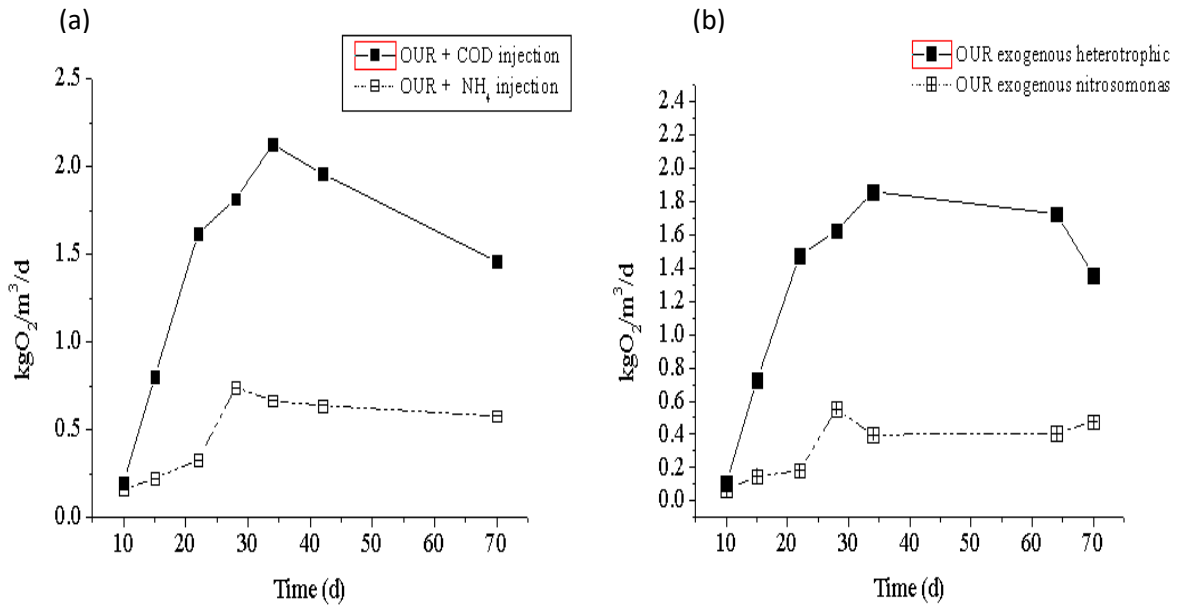 (a)
OUR + COD injection
OUR + NH4 injection
2.5
2.0
1.5
1.0
0.5
0.0
kgO2/m3/d
10 20 30 40 50 60 70
Time (d)
(b)
OUR exogenous heterotrophic
OUR exogenous nitrosomonas
2.4
2.2
2.0
1.8
1.6
1.4
1.2
1.0
0.8
0.6
0.4
0.2
0.0
kgO2/m3/d
10 20 30 40 50 60 70
Time (d)